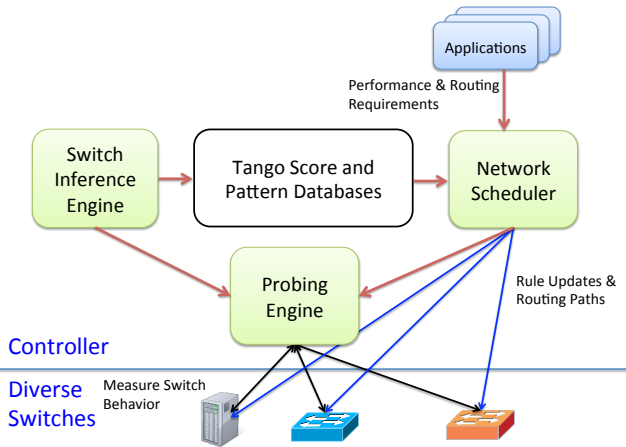 Applications
Performance & Routing
Requirements
Switch
Inference
Engine
Tango Score and
Pattern Databases
Network
Scheduler
Probing
Engine
Rule Updates &
Routing Paths
Controller
Diverse
Switches
Measure Switch
Behavior